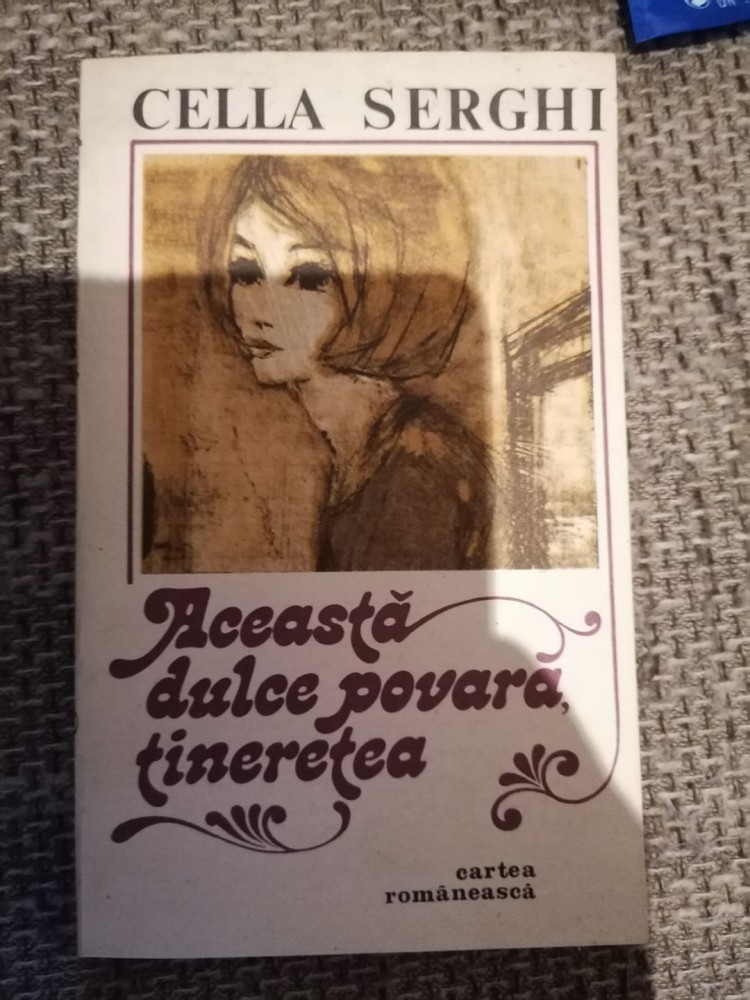 CELLA SERGHI
Această
dulce povară,
tinerețea
cartea
românească